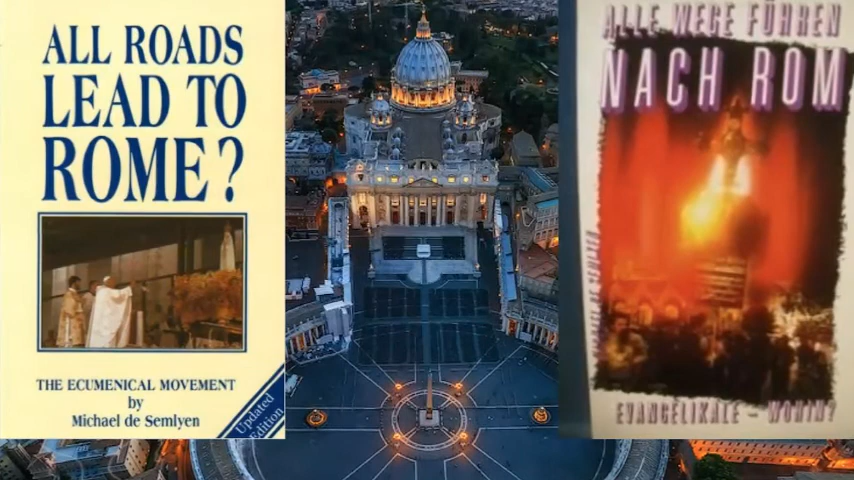 ALL ROADS
LEAD TO
ROME?
THE ECUMENICAL MOVEMENT
by
Michael de Semlyen
Updated
Edition
ALLE WEGE FÜHREN
NACH ROM
EVANGELIKALE – WOHIN?